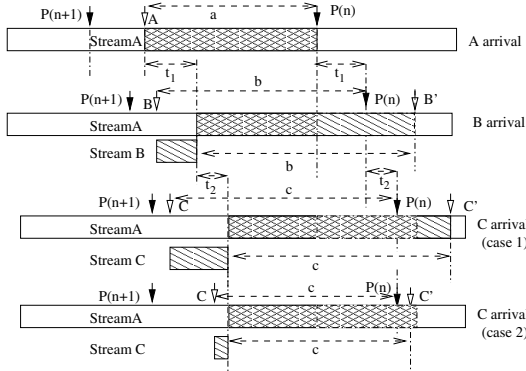 P(n+1) A a P(n)
StreamA A arrival
t1 t1
b
P(n+1) B P(n) B'
StreamA B arrival
Stream B b
t2 t2
c
P(n+1) C P(n) C'
StreamA C arrival
(case 1)
Stream C c
c
P(n+1) C P(n) C'
StreamA C arrival
(case 2)
Stream C c